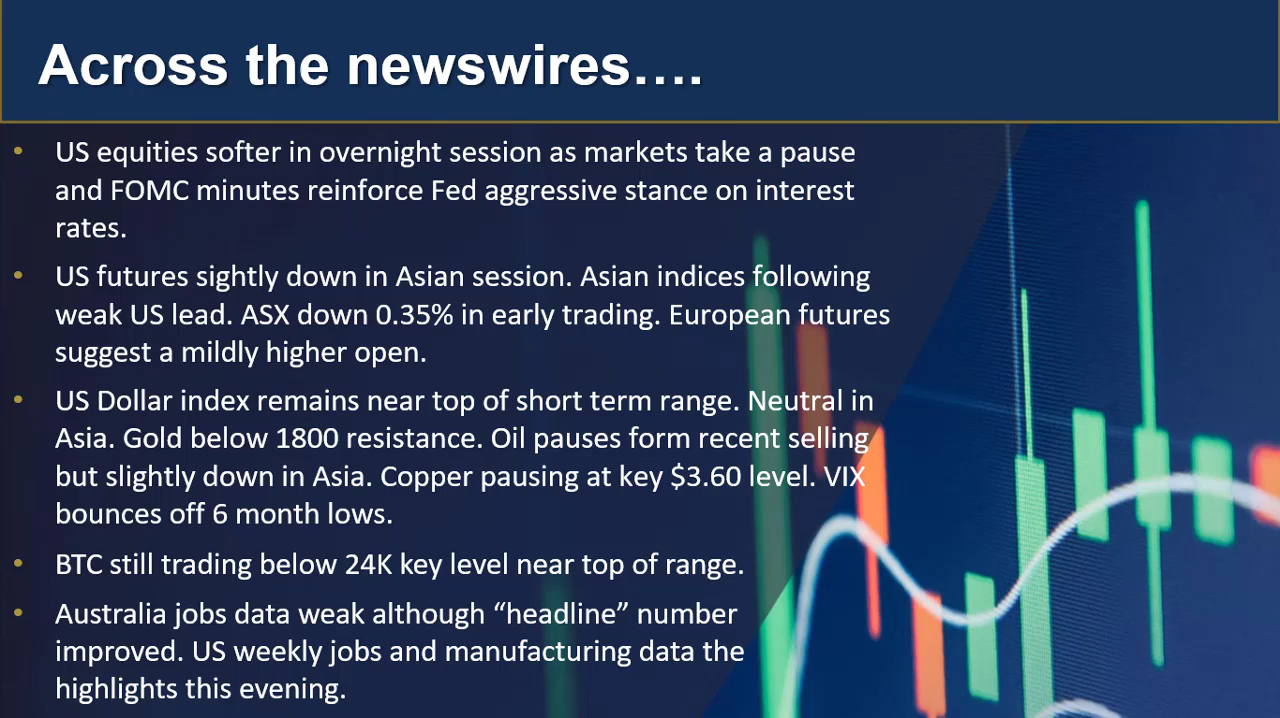 Across the newswires….
• US equities softer in overnight session as markets take a pause
and FOMC minutes reinforce Fed aggressive stance on interest
rates.
• US futures sightly down in Asian session. Asian indices following
weak US lead. ASX down 0.35% in early trading. European futures
suggest a mildly higher open.
• US Dollar index remains near top of short term range. Neutral in
Asia. Gold below 1800 resistance. Oil pauses form recent selling
but slightly down in Asia. Copper pausing at key $3.60 level. VIX
bounces off 6 month lows.
• BTC still trading below 24K key level near top of range.
• Australia jobs data weak although “headline” number
improved. US weekly jobs and manufacturing data the
highlights this evening.